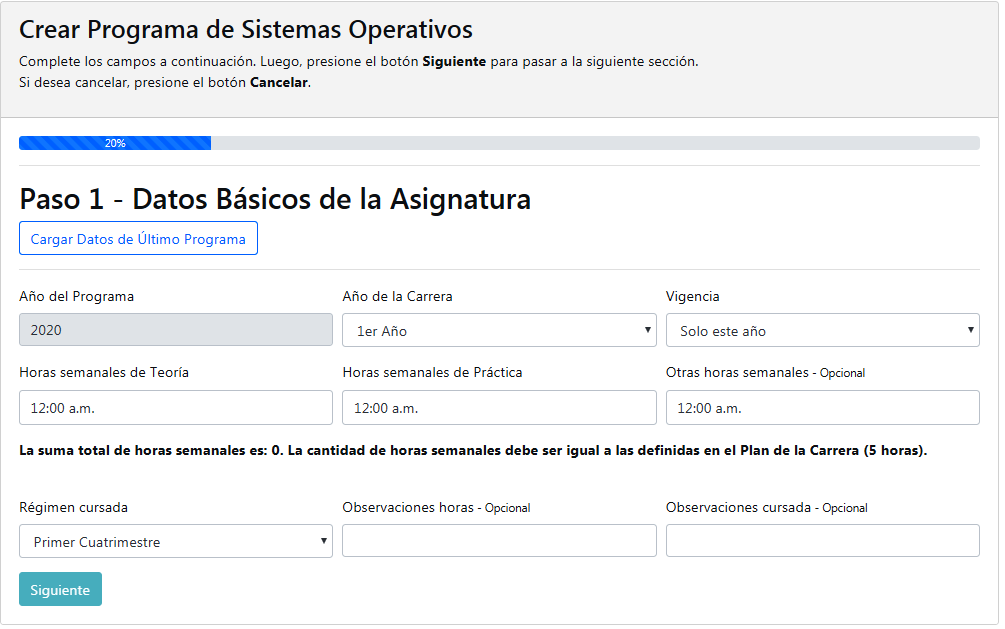 Crear Programa de Sistemas Operativos
Complete los campos a continuación. Luego, presione el botón Siguiente para pasar a la siguiente sección.
Si desea cancelar, presione el botón Cancelar.
20%
Paso 1 - Datos Básicos de la Asignatura
Cargar Datos de Último Programa
Año del Programa
Año de la Carrera
Vigencia
2020
1er Año
Solo este año
Horas semanales de Teoría
Horas semanales de Práctica
Otras horas semanales - Opcional
12:00 a.m.
12:00 a.m.
12:00 a.m.
La suma total de horas semanales es: 0. La cantidad de horas semanales debe ser igual a las definidas en el Plan de la Carrera (5 horas).
Régimen cursada
Observaciones horas - Opcional
Observaciones cursada - Opcional
Primer Cuatrimestre
Siguiente